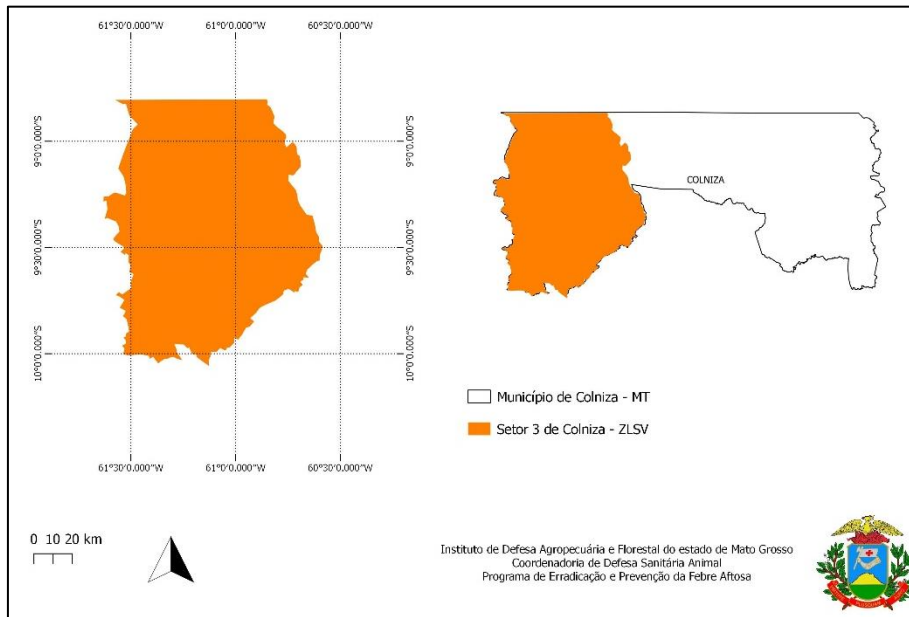 61°30'0.000"W 61°0'0.000"W 60°30'0.000"W
9°0'0.000"S 9°0'0.000"S
9°30'0.000"S 9°30'0.000"S
10°0'0.000"S 10°0'0.000"S
61°30'0.000"W 61°0'0.000"W 60°30'0.000"W
COLNIZA
Município de Colniza - MT
Setor 3 de Colniza - ZLSV
0 10 20 km
Instituto de Defesa Agropecuária e Florestal do estado de Mato Grosso
Coordenadoria de Defesa Sanitária Animal
Programa de Erradicação e Prevenção da Febre Aftosa